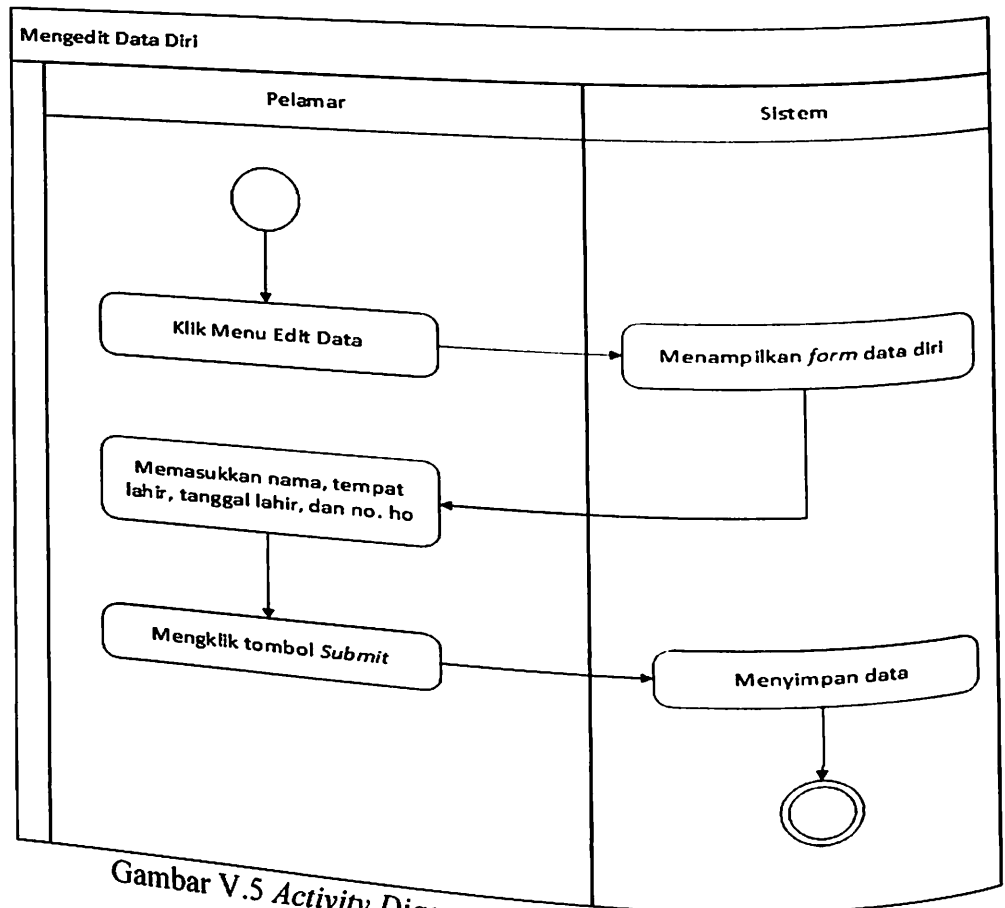 Mengedit Data Diri
Pelamar
Sistem
Klik Menu Edit Data
Menampilkan form data diri
Memasukkan nama, tempat
lahir, tanggal lahir, dan no. ho
Mengklik tombol Submit
Menyimpan data
Gambar V.5 Activity